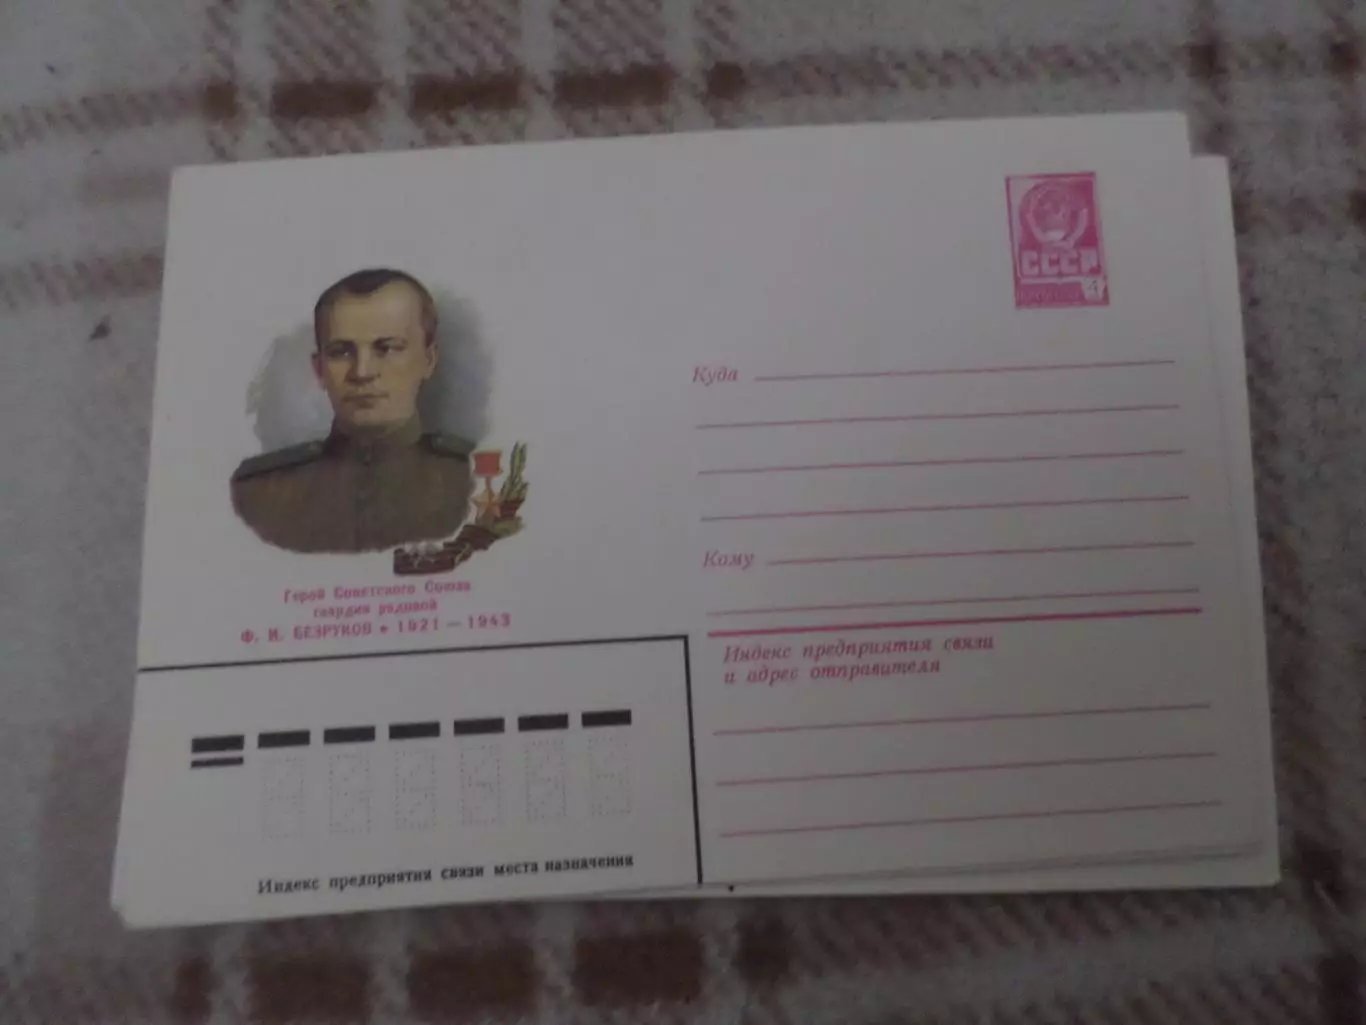 СССР
4
Куда
Кому
Герой Советского Союза
гвардии рядовой
Ф. И. БЕЗРУКОВ ★ 1921 — 1943
Индекс предприятия связи
и адрес отправителя
Индекс предприятия связи места назначения